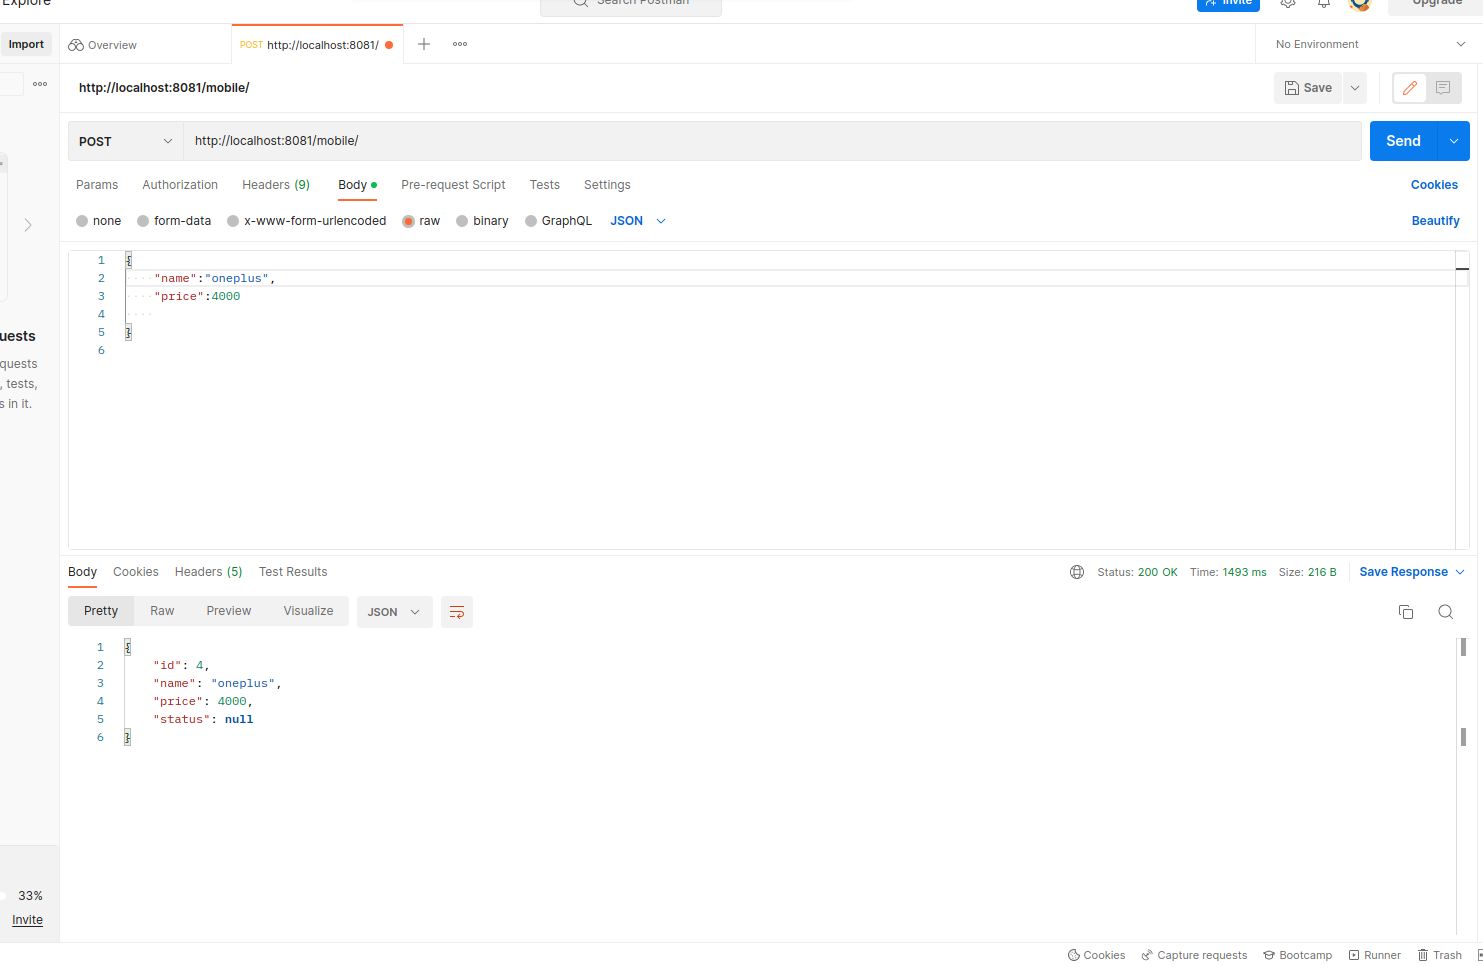 Explore
Search Postman
Invite
Upgrade
Import
Overview
POST http://localhost:8081/
No Environment
http://localhost:8081/mobile/
Save
POST
http://localhost:8081/mobile/
Send
Params Authorization Headers (9) Body Pre-request Script Tests Settings
Cookies
none form-data x-www-form-urlencoded raw binary GraphQL JSON
Beautify
1 {
2 "name":"oneplus",
3 "price":4000
4
5 }
6
uests
quests
, tests,
s in it.
Body Cookies Headers (5) Test Results
Status: 200 OK Time: 1493 ms Size: 216 B Save Response
Pretty Raw Preview Visualize JSON
1 {
2 "id": 4,
3 "name": "oneplus",
4 "price": 4000,
5 "status": null
6 }
33%
Invite
Cookies Capture requests Bootcamp Runner Trash